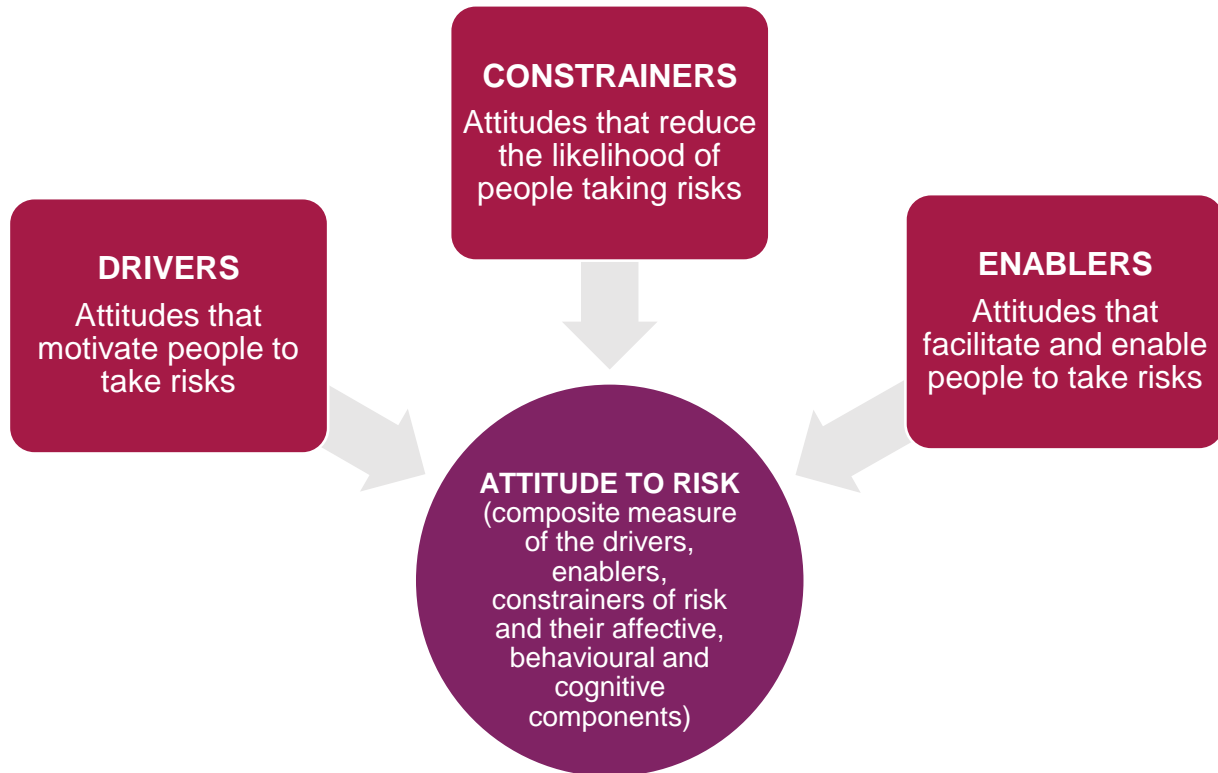 CONSTRAINERS
Attitudes that reduce
the likelihood of
people taking risks
DRIVERS
Attitudes that
motivate people to
take risks
ENABLERS
Attitudes that
facilitate and enable
people to take risks
ATTITUDE TO RISK
(composite measure
of the drivers,
enablers,
constrainers of risk
and their affective,
behavioural and
cognitive
components)